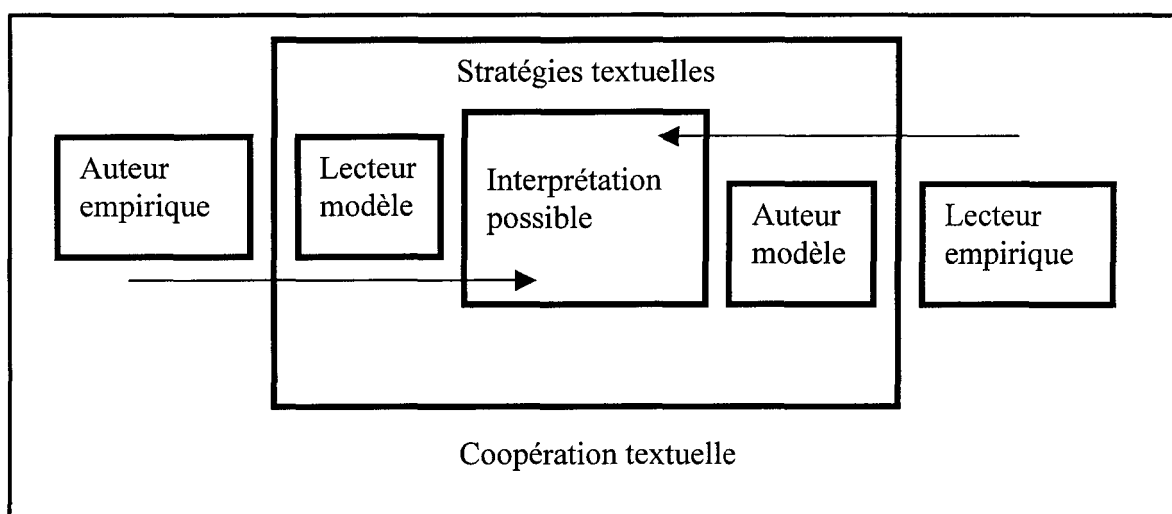 Stratégies textuelles
Auteur
empirique
Lecteur
modèle
Interprétation
possible
Auteur
modèle
Lecteur
empirique
Coopération textuelle